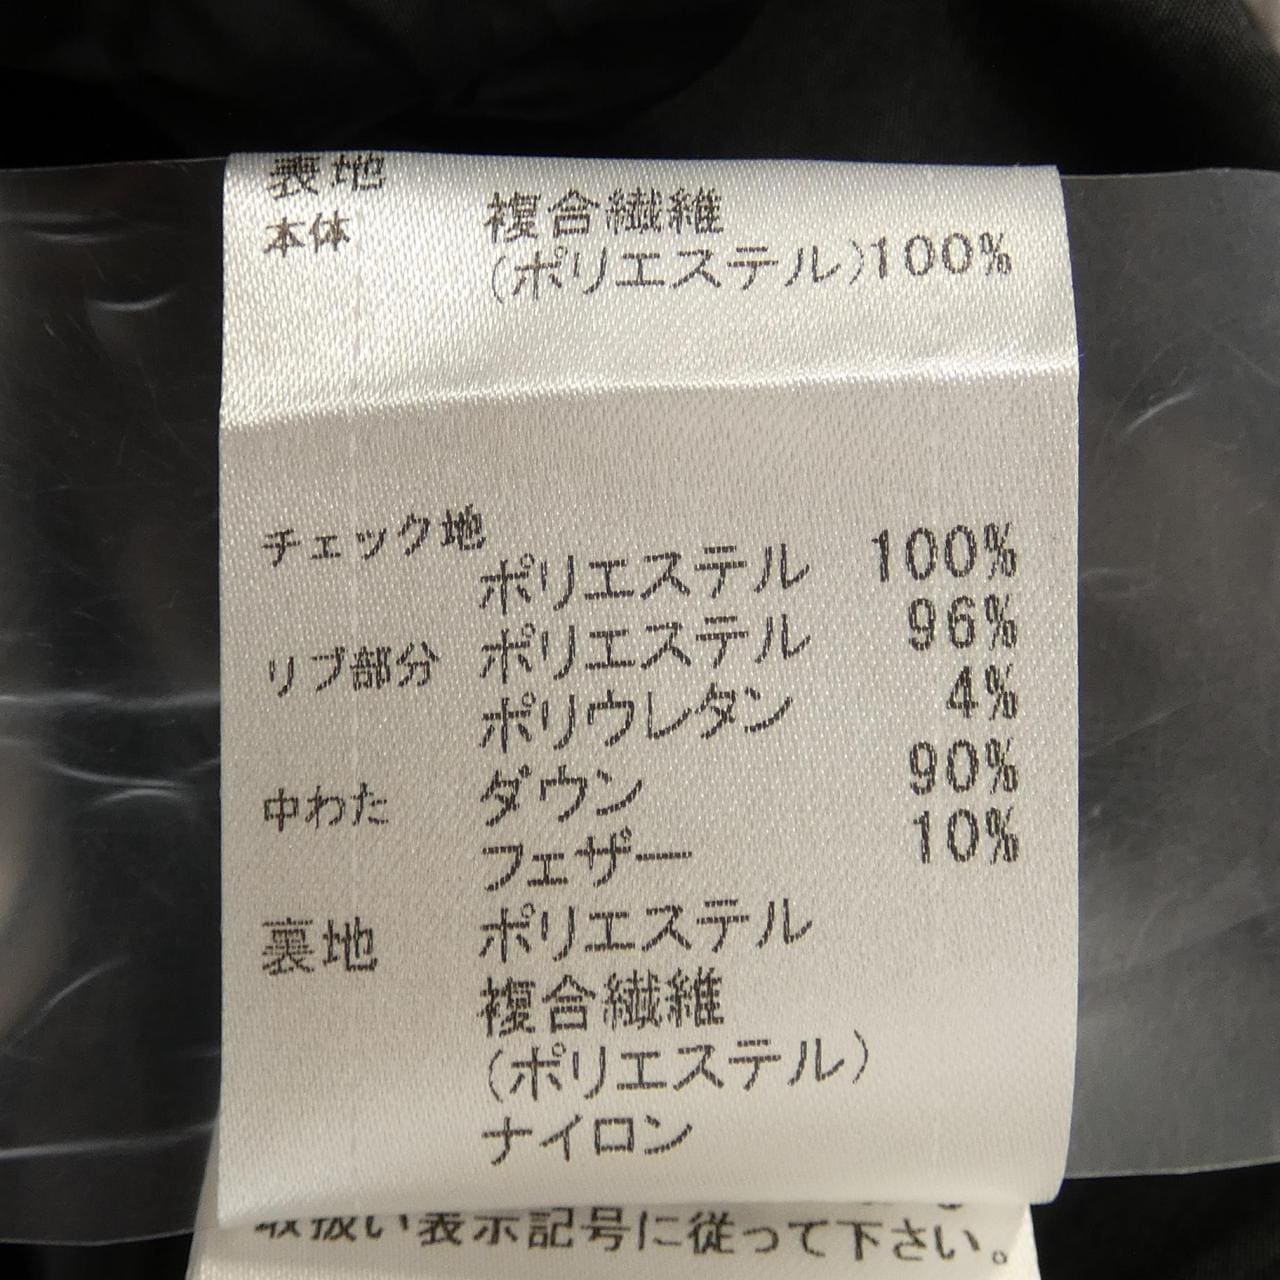 表地
本体 複合繊維
(ポリエステル)100%
チェック地
ポリエステル 100%
リブ部分 ポリエステル 96%
ポリウレタン 4%
中わた ダウン 90%
フェザー 10%
裏地 ポリエステル
複合繊維
(ポリエステル)
ナイロン
取扱い表示記号に従って下さい。